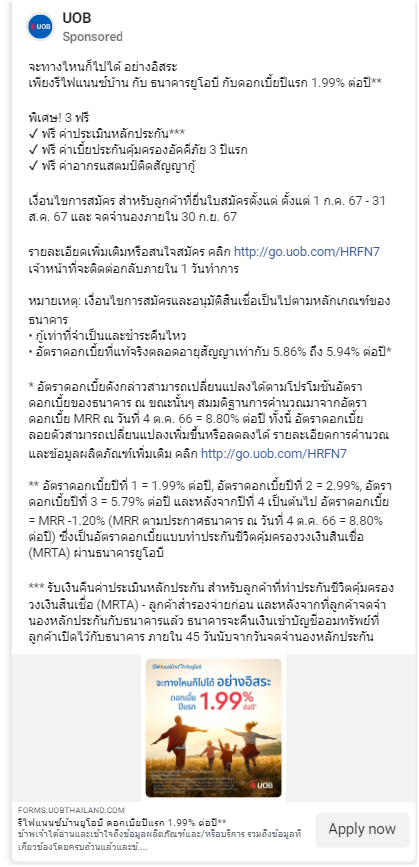 UOB
UOB
Sponsored
จะทางไหนก็ไปได้ อย่างอิสระ
เพียงรีไฟแนนซ์บ้าน กับ ธนาคารยูโอบี กับดอกเบี้ยปีแรก 1.99% ต่อปี**
พิเศษ! 3 ฟรี
✓ ฟรี ค่าประเมินหลักประกัน***
✓ ฟรี ค่าเบี้ยประกันคุ้มครองอัคคีภัย 3 ปีแรก
✓ ฟรี ค่าอากรแสตมป์ติดสัญญากู้
เงื่อนไขการสมัคร สำหรับลูกค้าที่ยื่นใบสมัครตั้งแต่ ตั้งแต่ 1 ก.ค. 67 - 31
ส.ค. 67 และ จดจำนองภายใน 30 ก.ย. 67
รายละเอียดเพิ่มเติมหรือสนใจสมัคร คลิก http://go.uob.com/HRFN7
เจ้าหน้าที่จะติดต่อกลับภายใน 1 วันทำการ
หมายเหตุ: เงื่อนไขการสมัครและอนุมัติสินเชื่อเป็นไปตามหลักเกณฑ์ของ
ธนาคาร
• กู้เท่าที่จำเป็นและชำระคืนไหว
• อัตราดอกเบี้ยที่แท้จริงตลอดอายุสัญญาเท่ากับ 5.86% ถึง 5.94% ต่อปี*
* อัตราดอกเบี้ยดังกล่าวสามารถเปลี่ยนแปลงได้ตามโปรโมชันอัตรา
ดอกเบี้ยของธนาคาร ณ ขณะนั้นๆ สมมติฐานการคำนวณมาจากอัตรา
ดอกเบี้ย MRR ณ วันที่ 4 ต.ค. 66 = 8.80% ต่อปี ทั้งนี้ อัตราดอกเบี้ย
ลอยตัวสามารถเปลี่ยนแปลงเพิ่มขึ้นหรือลดลงได้ รายละเอียดการคำนวณ
และข้อมูลผลิตภัณฑ์เพิ่มเติม คลิก http://go.uob.com/HRFN7
** อัตราดอกเบี้ยปีที่ 1 = 1.99% ต่อปี, อัตราดอกเบี้ยปีที่ 2 = 2.99%, อัตรา
ดอกเบี้ยปีที่ 3 = 5.79% ต่อปี และหลังจากปีที่ 4 เป็นต้นไป อัตราดอกเบี้ย
= MRR -1.20% (MRR ตามประกาศธนาคาร ณ วันที่ 4 ต.ค. 66 = 8.80%
ต่อปี) ซึ่งเป็นอัตราดอกเบี้ยแบบทำประกันชีวิตคุ้มครองวงเงินสินเชื่อ
(MRTA) ผ่านธนาคารยูโอบี
*** รับเงินคืนค่าประเมินหลักประกัน สำหรับลูกค้าที่ทำประกันชีวิตคุ้มครอง
วงเงินสินเชื่อ (MRTA) - ลูกค้าสำรองจ่ายก่อน และหลังจากที่ลูกค้าจดจำ
นองหลักประกันกับธนาคารแล้ว ธนาคารจะคืนเงินเข้าบัญชีออมทรัพย์ที่
ลูกค้าเปิดไว้กับธนาคาร ภายใน 45 วันนับจากวันจดจำนองหลักประกัน
รีไฟแนนซ์บ้านกับยูโอบี
จะทางไหนก็ไปได้ อย่างอิสระ
ดอกเบี้ย
ปีแรก 1.99% ต่อปี*
UOB
FORMS.UOBTHAILAND.COM
รีไฟแนนซ์บ้านยูโอบี ดอกเบี้ยปีแรก 1.99% ต่อปี**
ข้าพเจ้าได้อ่านและเข้าใจถึงข้อมูลผลิตภัณฑ์และ/หรือบริการ รวมถึงข้อมูลที่
เกี่ยวข้องโดยครบถ้วนแล้วและข้....
Apply now